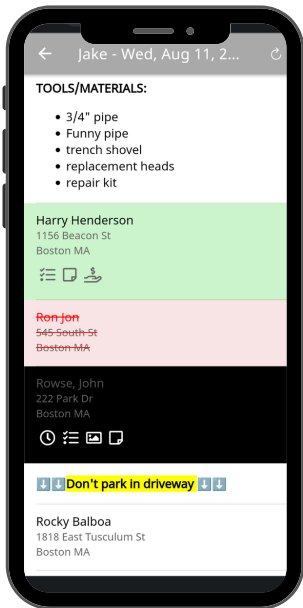 Jake - Wed, Aug 11, 2...
TOOLS/MATERIALS:
3/4" pipe
Funny pipe
trench shovel
replacement heads
repair kit
Harry Henderson
1156 Beacon St
Boston MA
Ron Jon
545 South St
Boston MA
Rowse, John
222 Park Dr
Boston MA
Don't park in driveway
Rocky Balboa
1818 East Tusculum St
Boston MA